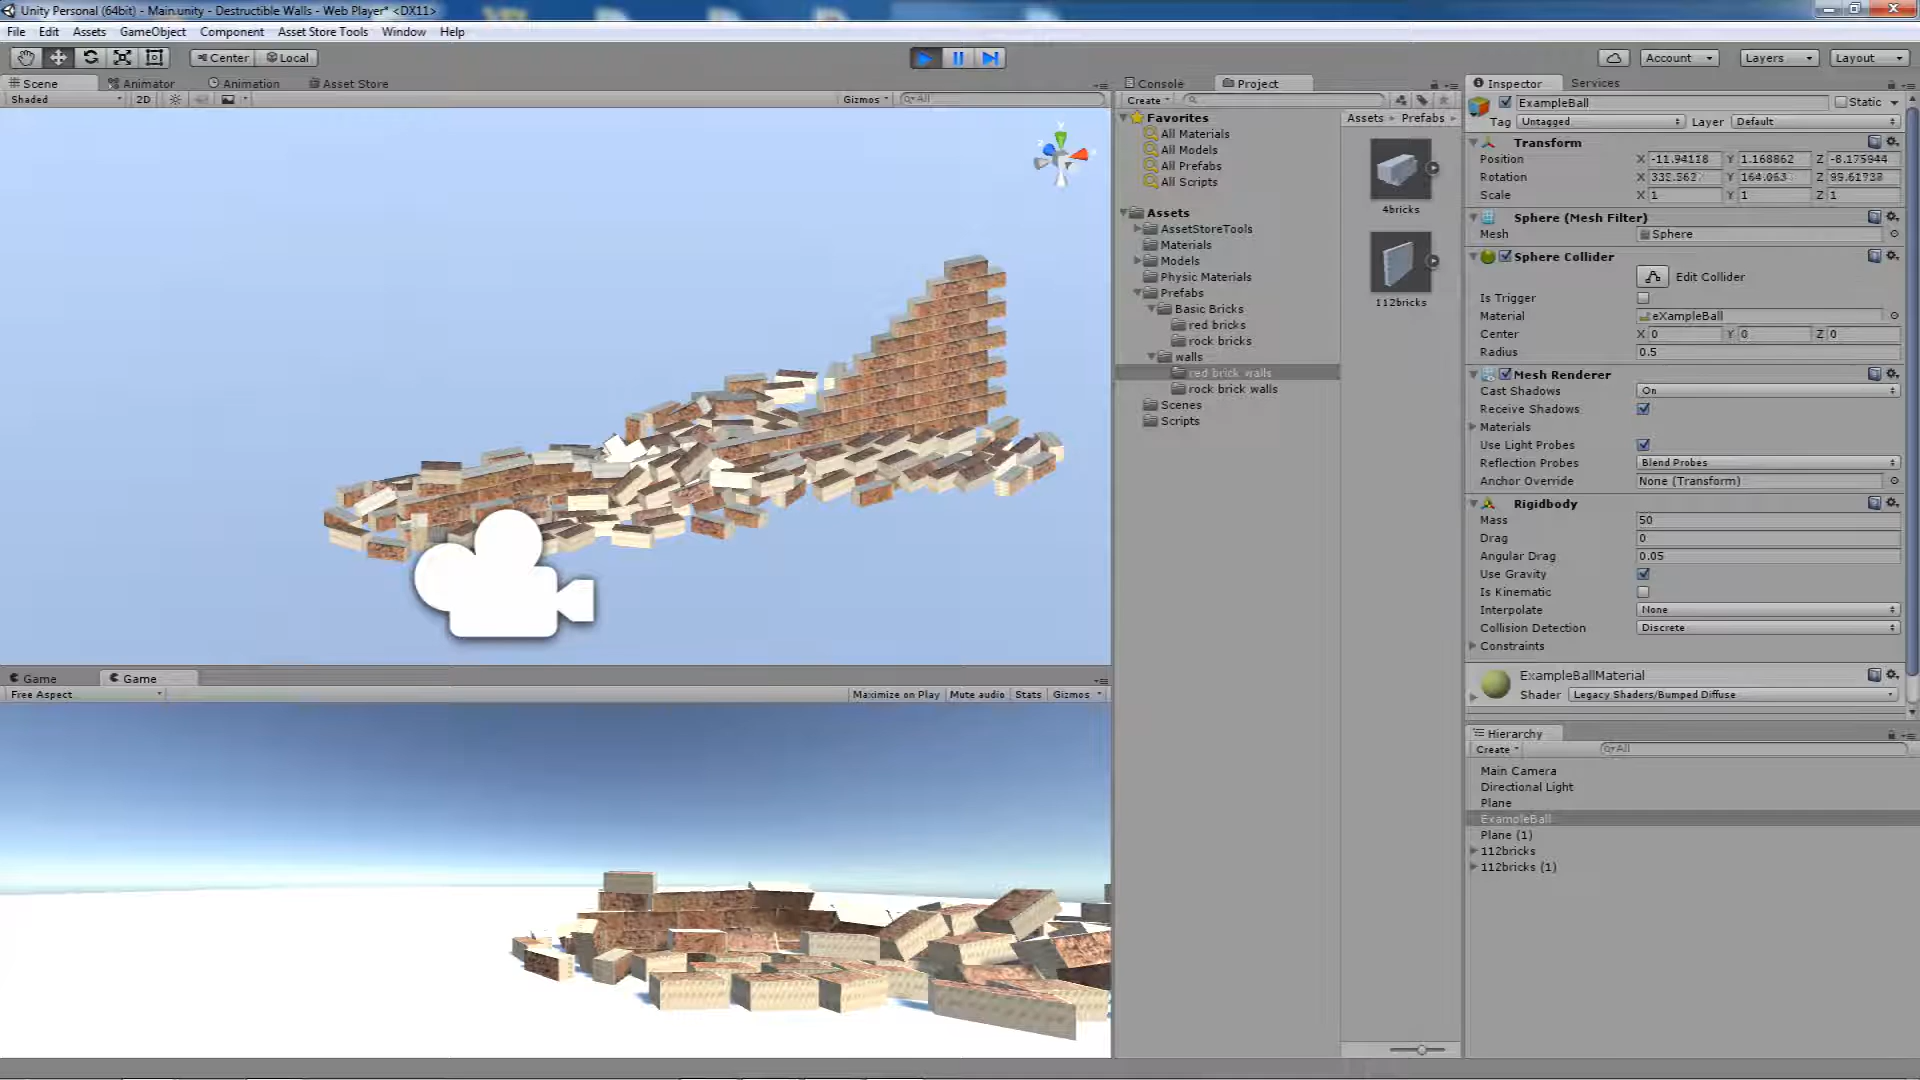 Unity Personal (64bit) - Main.unity - Destructible Walls - Web Player* <DX11>
File Edit Assets GameObject Component Asset Store Tools Window Help
Center Local Account Layers Layout
Scene Animator Animation Asset Store Console Project Inspector Services
Shaded 2D Gizmos All Create
ExampleBall Static
Tag Untagged Layer Default
Favorites
All Materials
All Models
All Prefabs
All Scripts
Assets
AssetStoreTools
Materials
Models
Physic Materials
Prefabs
Basic Bricks
red bricks
rock bricks
walls
red brick walls
rock brick walls
Scenes
Scripts
Assets Prefabs
4bricks
112bricks
Transform
Position X -11.94118 Y 1.168862 Z -8.175944
Rotation X Y Z
Scale X 1 Y 1 Z 1
Sphere (Mesh Filter)
Mesh Sphere
Sphere Collider
Edit Collider
Is Trigger
Material eXampleBall
Center X 0 Y 0 Z 0
Radius 0.5
Mesh Renderer
Cast Shadows On
Receive Shadows
Materials
Use Light Probes
Reflection Probes Blend Probes
Anchor Override None (Transform)
Rigidbody
Mass 50
Drag 0
Angular Drag 0.05
Use Gravity
Is Kinematic
Interpolate None
Collision Detection Discrete
Constraints
ExampleBallMaterial
Shader Legacy Shaders/Bumped Diffuse
Game Game
Free Aspect Maximize on Play Mute audio Stats Gizmos
Hierarchy
Create All
Main Camera
Directional Light
Plane
ExampleBall
Plane (1)
112bricks
112bricks (1)